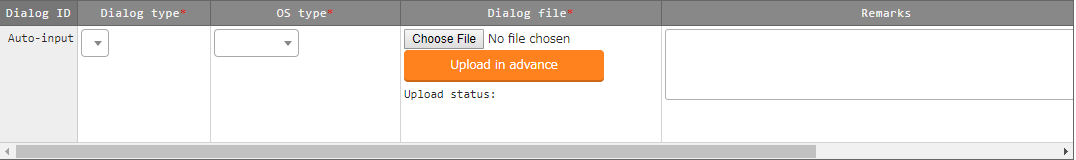 Dialog ID Dialog type* OS type* Dialog file* Remarks
Auto-input Choose File No file chosen
Upload in advance
Upload status: